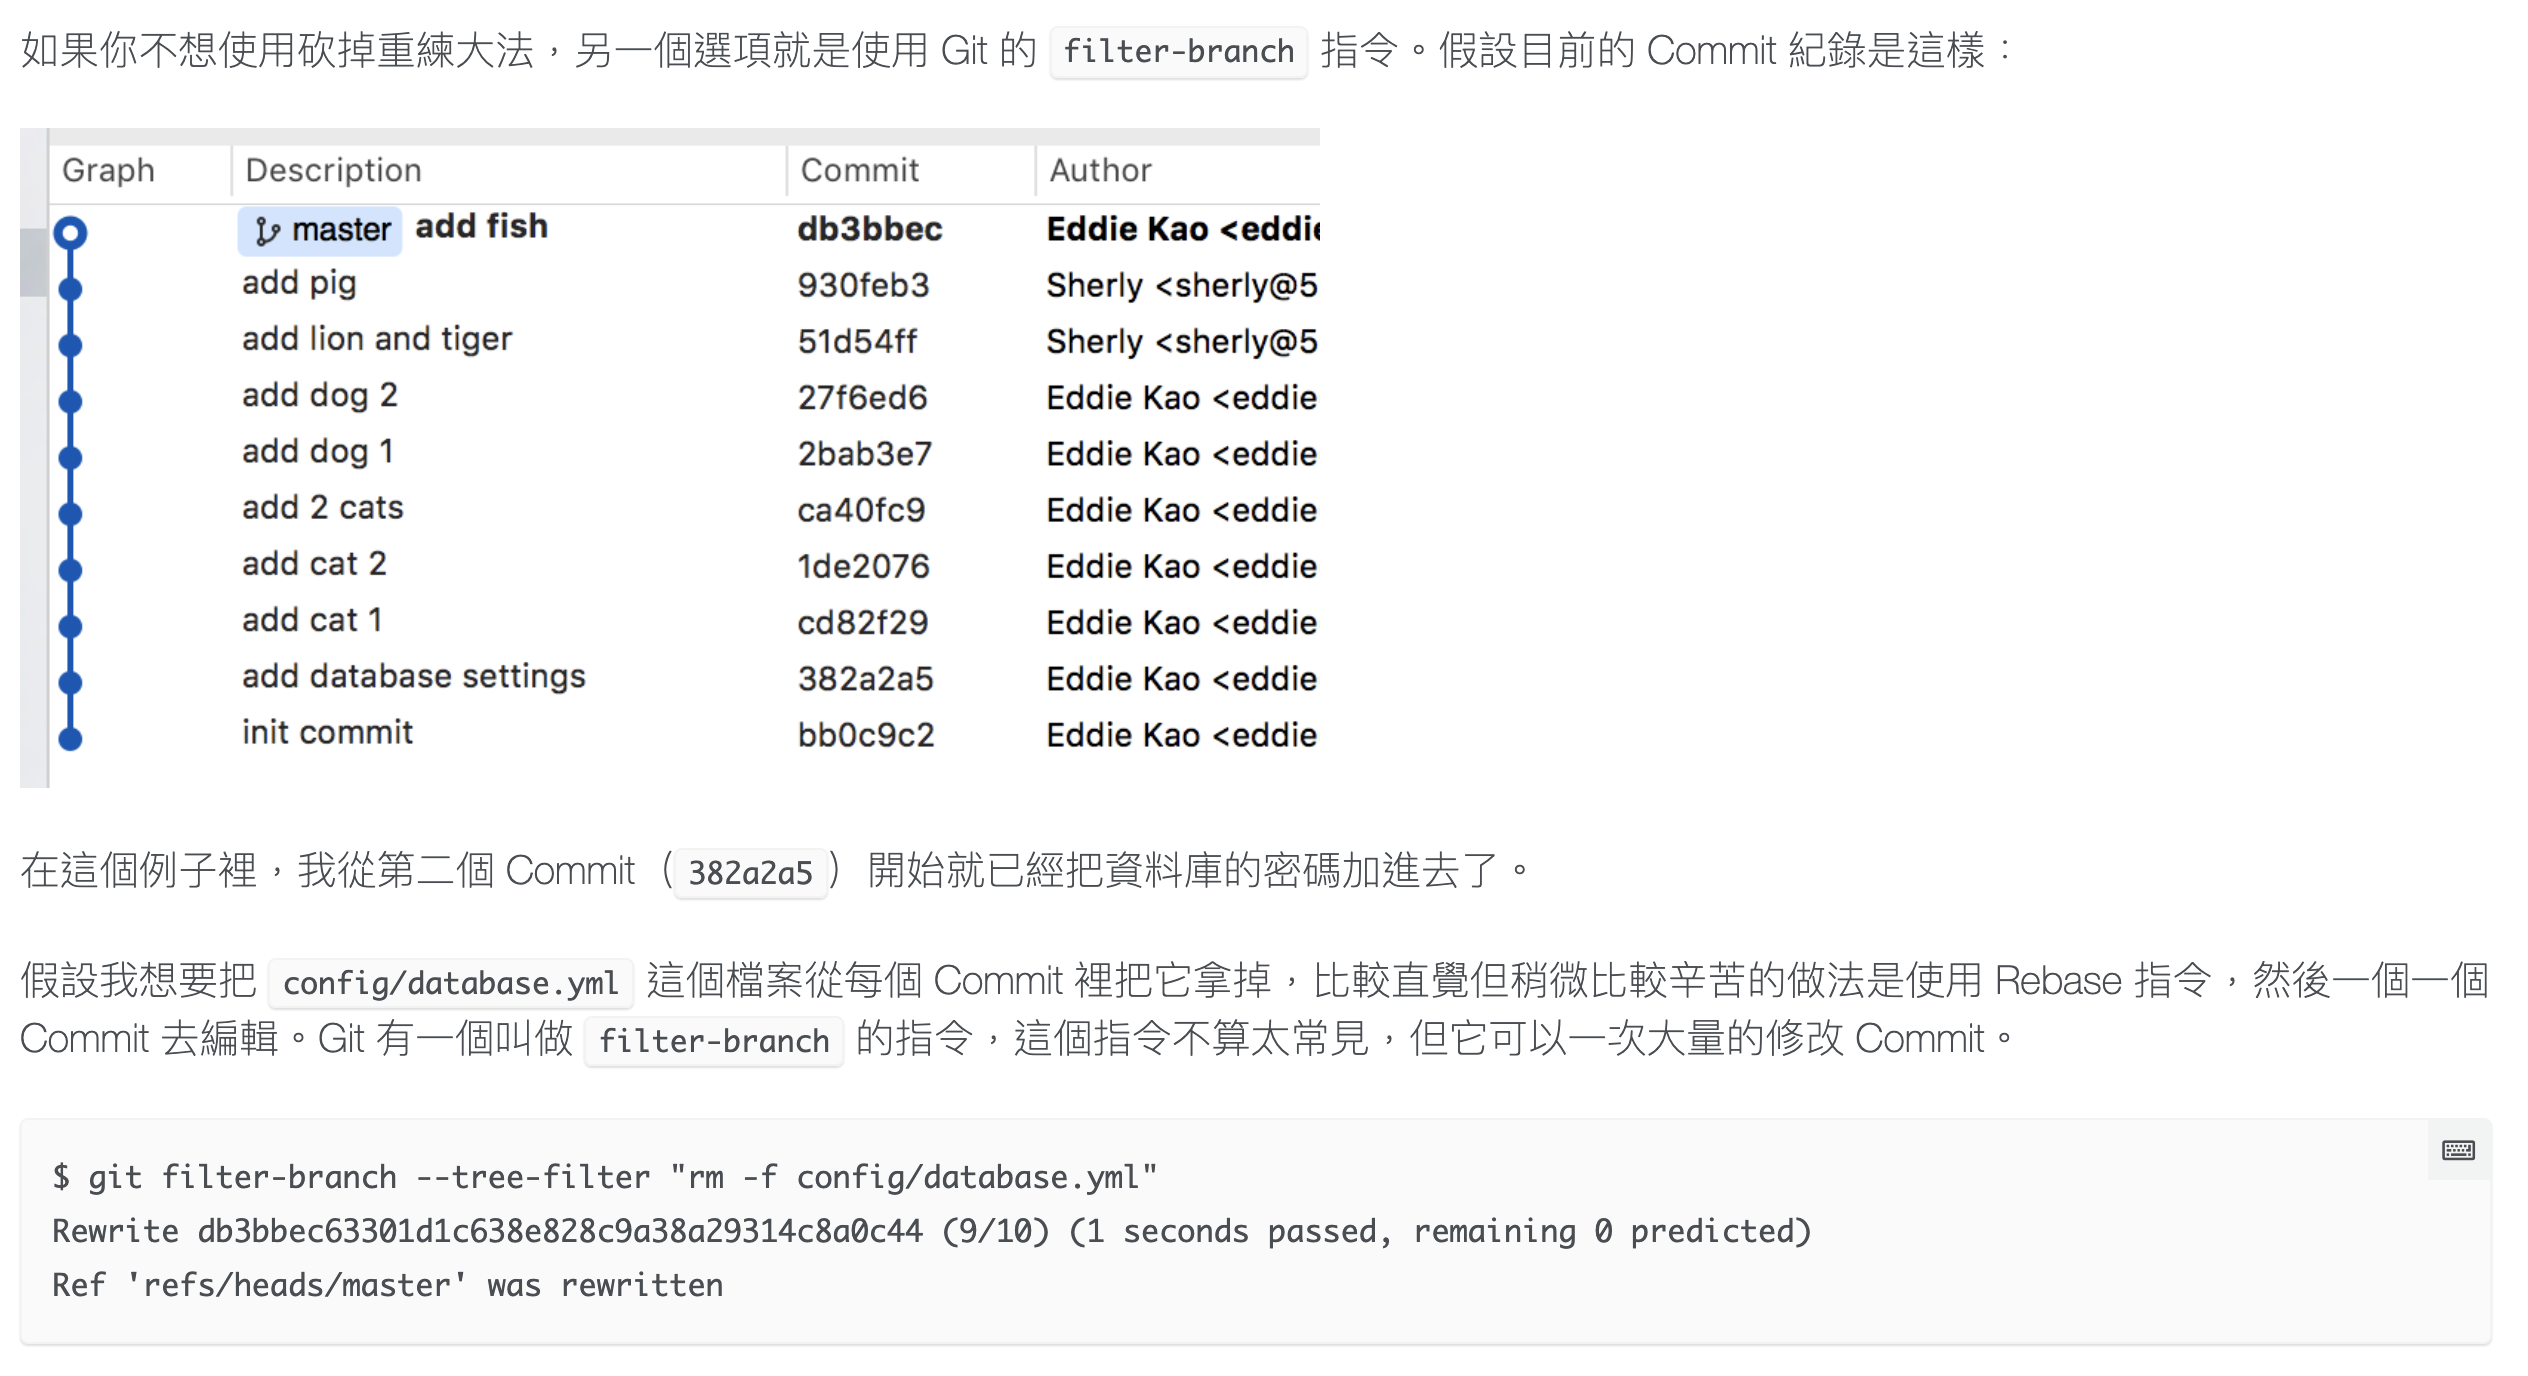 如果你不想使用砍掉重練大法，另一個選項就是使用 Git 的 filter-branch 指令。假設目前的 Commit 紀錄是這樣：
Graph Description Commit Author
master add fish db3bbec Eddie Kao <eddie
add pig 930feb3 Sherly <sherly@5
add lion and tiger 51d54ff Sherly <sherly@5
add dog 2 27f6ed6 Eddie Kao <eddie
add dog 1 2bab3e7 Eddie Kao <eddie
add 2 cats ca40fc9 Eddie Kao <eddie
add cat 2 1de2076 Eddie Kao <eddie
add cat 1 cd82f29 Eddie Kao <eddie
add database settings 382a2a5 Eddie Kao <eddie
init commit bb0c9c2 Eddie Kao <eddie
在這個例子裡，我從第二個 Commit（382a2a5）開始就已經把資料庫的密碼加進去了。
假設我想要把 config/database.yml 這個檔案從每個 Commit 裡把它拿掉，比較直覺但稍微比較辛苦的做法是使用 Rebase 指令，然後一個一個
Commit 去編輯。Git 有一個叫做 filter-branch 的指令，這個指令不算太常見，但它可以一次大量的修改 Commit。
$ git filter-branch --tree-filter "rm -f config/database.yml"
Rewrite db3bbec63301d1c638e828c9a38a29314c8a0c44 (9/10) (1 seconds passed, remaining 0 predicted)
Ref 'refs/heads/master' was rewritten